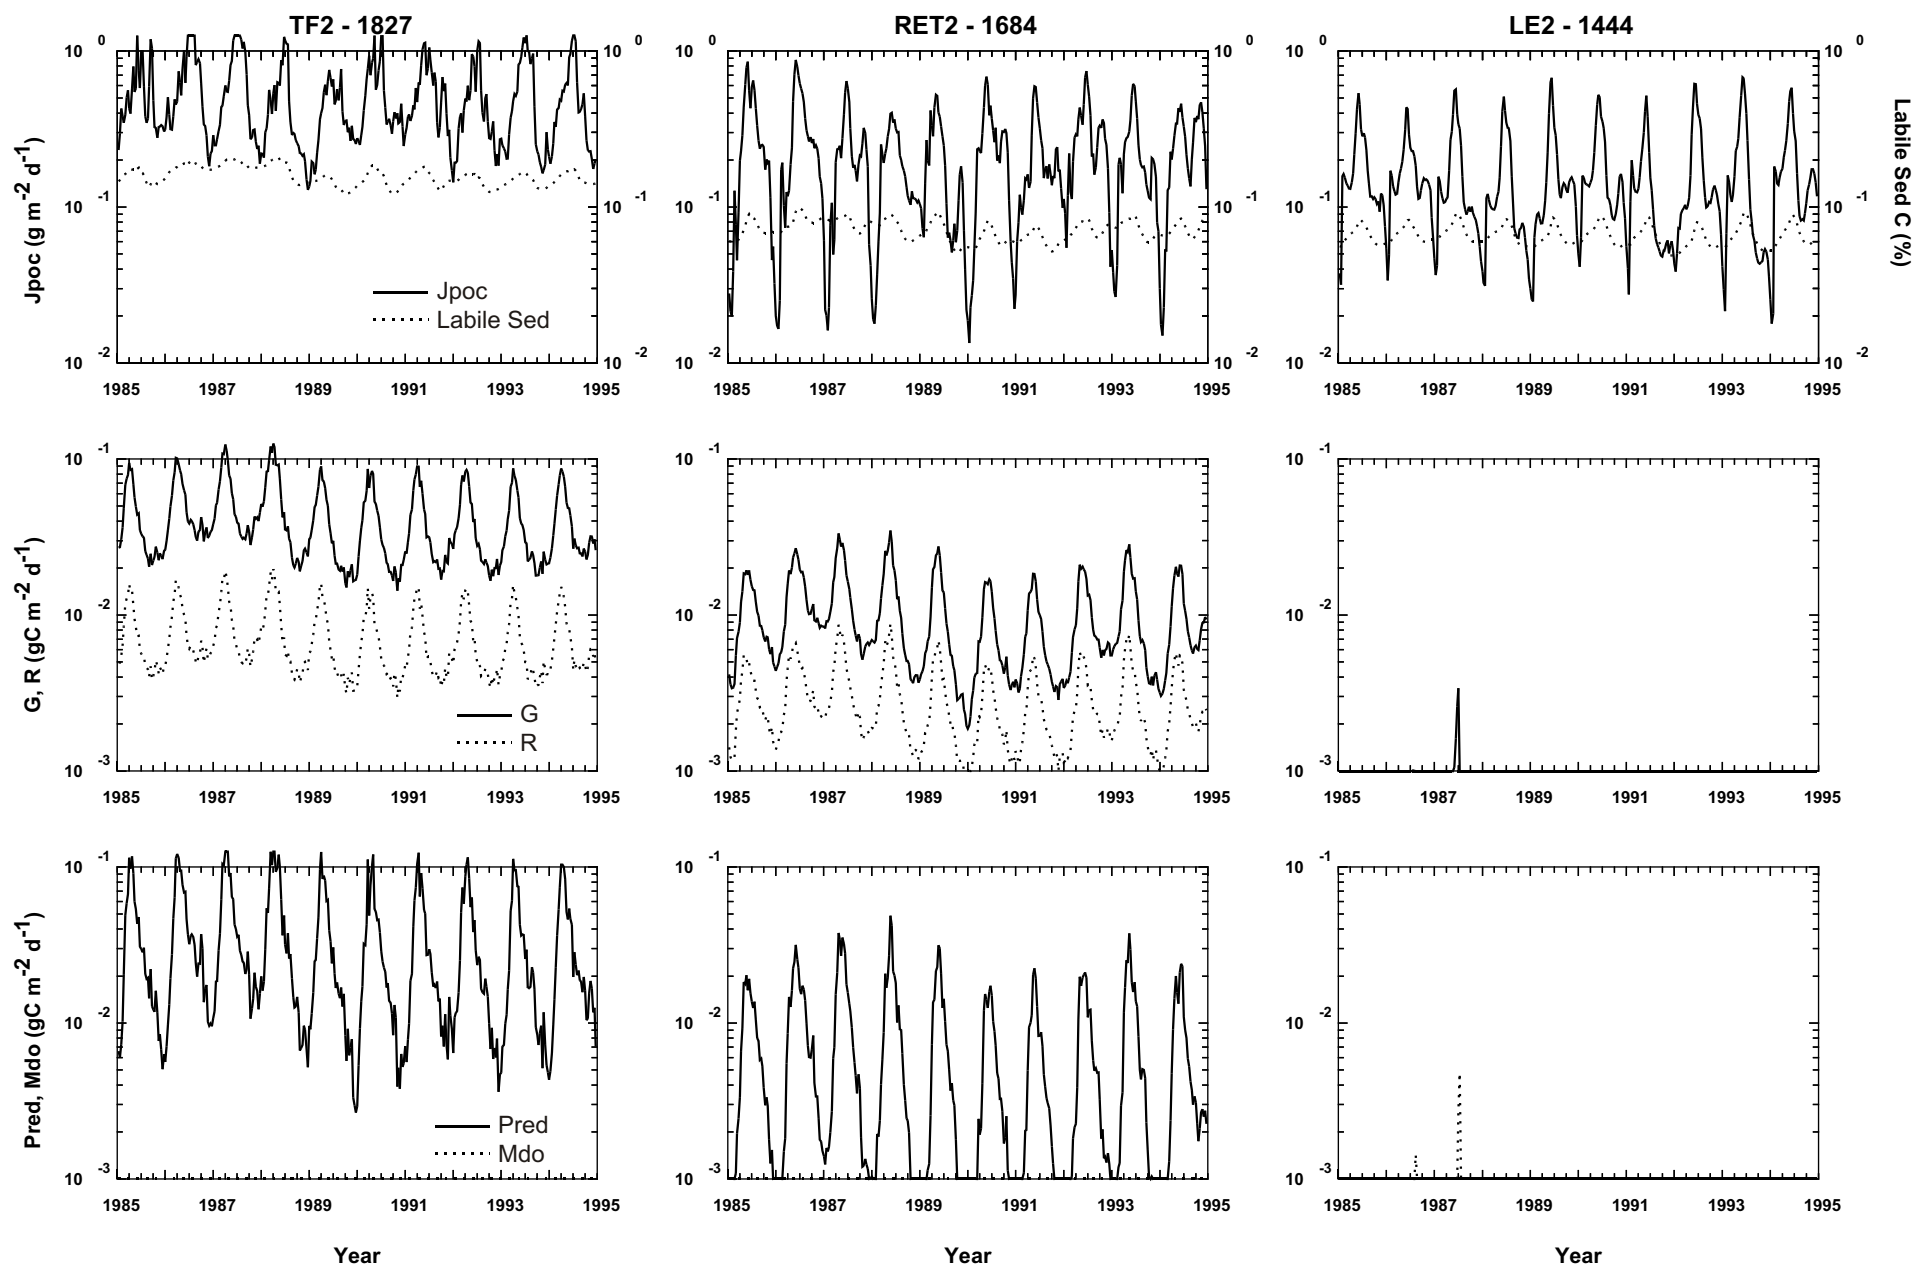 TF2 - 1827 RET2 - 1684 LE2 - 1444
10 0 10 0 10 0 10 0 10 0 10 0
Jpoc (g m-2 d-1) Labile Sed C (%)
10 -1 10 -1 10 -1 10 -1 10 -1 10 -1
Jpoc
Labile Sed
10 -2 10 -2 10 -2 10 -2 10 -2 10 -2
1985 1987 1989 1991 1993 1995 1985 1987 1989 1991 1993 1995 1985 1987 1989 1991 1993 1995
10 -1 10 -1 10 -1
G, R (gC m-2 d-1)
10 -2 10 -2 10 -2
G
R
10 -3 10 -3 10 -3
1985 1987 1989 1991 1993 1995 1985 1987 1989 1991 1993 1995 1985 1987 1989 1991 1993 1995
10 -1 10 -1 10 -1
Pred, Mdo (gC m-2 d-1)
10 -2 10 -2 10 -2
Pred
Mdo
10 -3 10 -3 10 -3
1985 1987 1989 1991 1993 1995 1985 1987 1989 1991 1993 1995 1985 1987 1989 1991 1993 1995
Year Year Year